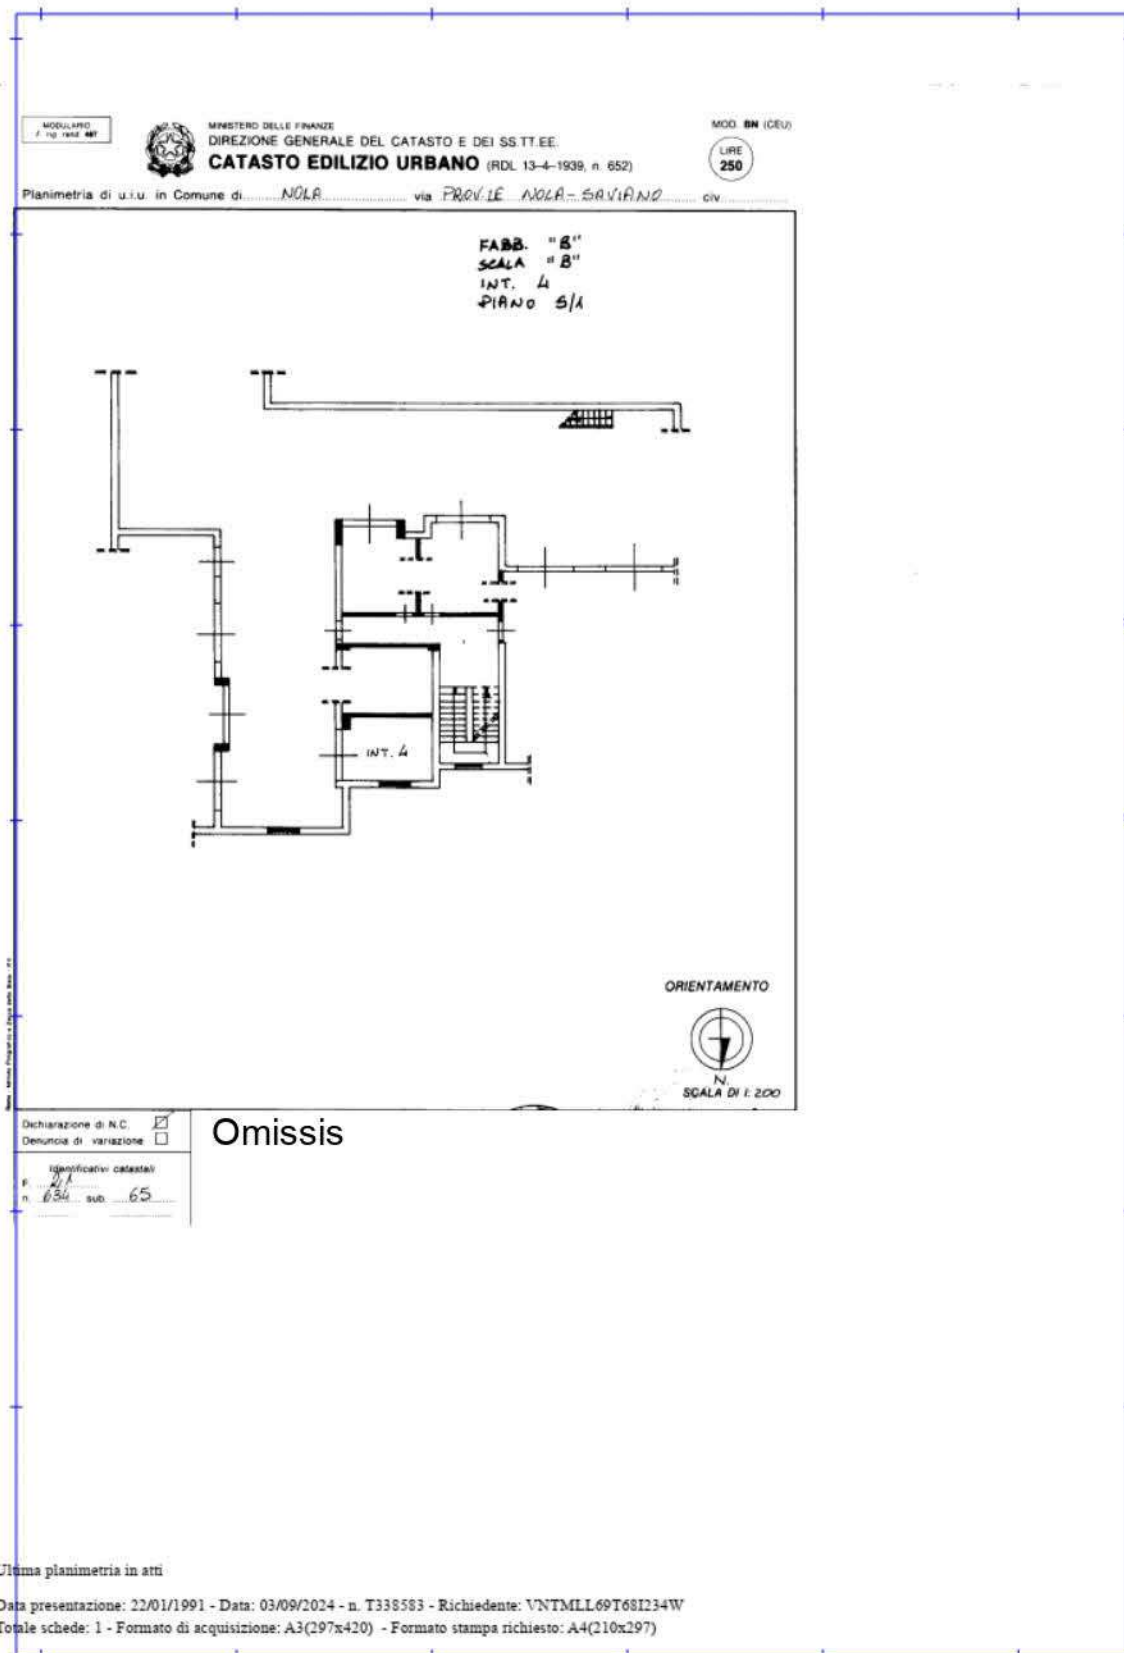 MODULARIO
F. rig. rend. 497
MINISTERO DELLE FINANZE
DIREZIONE GENERALE DEL CATASTO E DEI SS.TT.EE.
CATASTO EDILIZIO URBANO (RDL 13-4-1939, n. 652)
MOD. BN (CEU)
LIRE
250
Planimetria di u.i.u. in Comune di NOLA via PROV.LE NOLA-SAVIANO civ.
FABB. "B"
SCALA "B"
INT. 4
PIANO S/1
INT. 4
ORIENTAMENTO
N.
SCALA DI 1:200
Dichiarazione di N.C.
Denuncia di variazione
Omissis
Identificativi catastali
F. 21
n. 634 sub. 65
Ultima planimetria in atti
Data presentazione: 22/01/1991 - Data: 03/09/2024 - n. T338583 - Richiedente: VNTMLL69T68I234W
Totale schede: 1 - Formato di acquisizione: A3(297x420) - Formato stampa richiesto: A4(210x297)